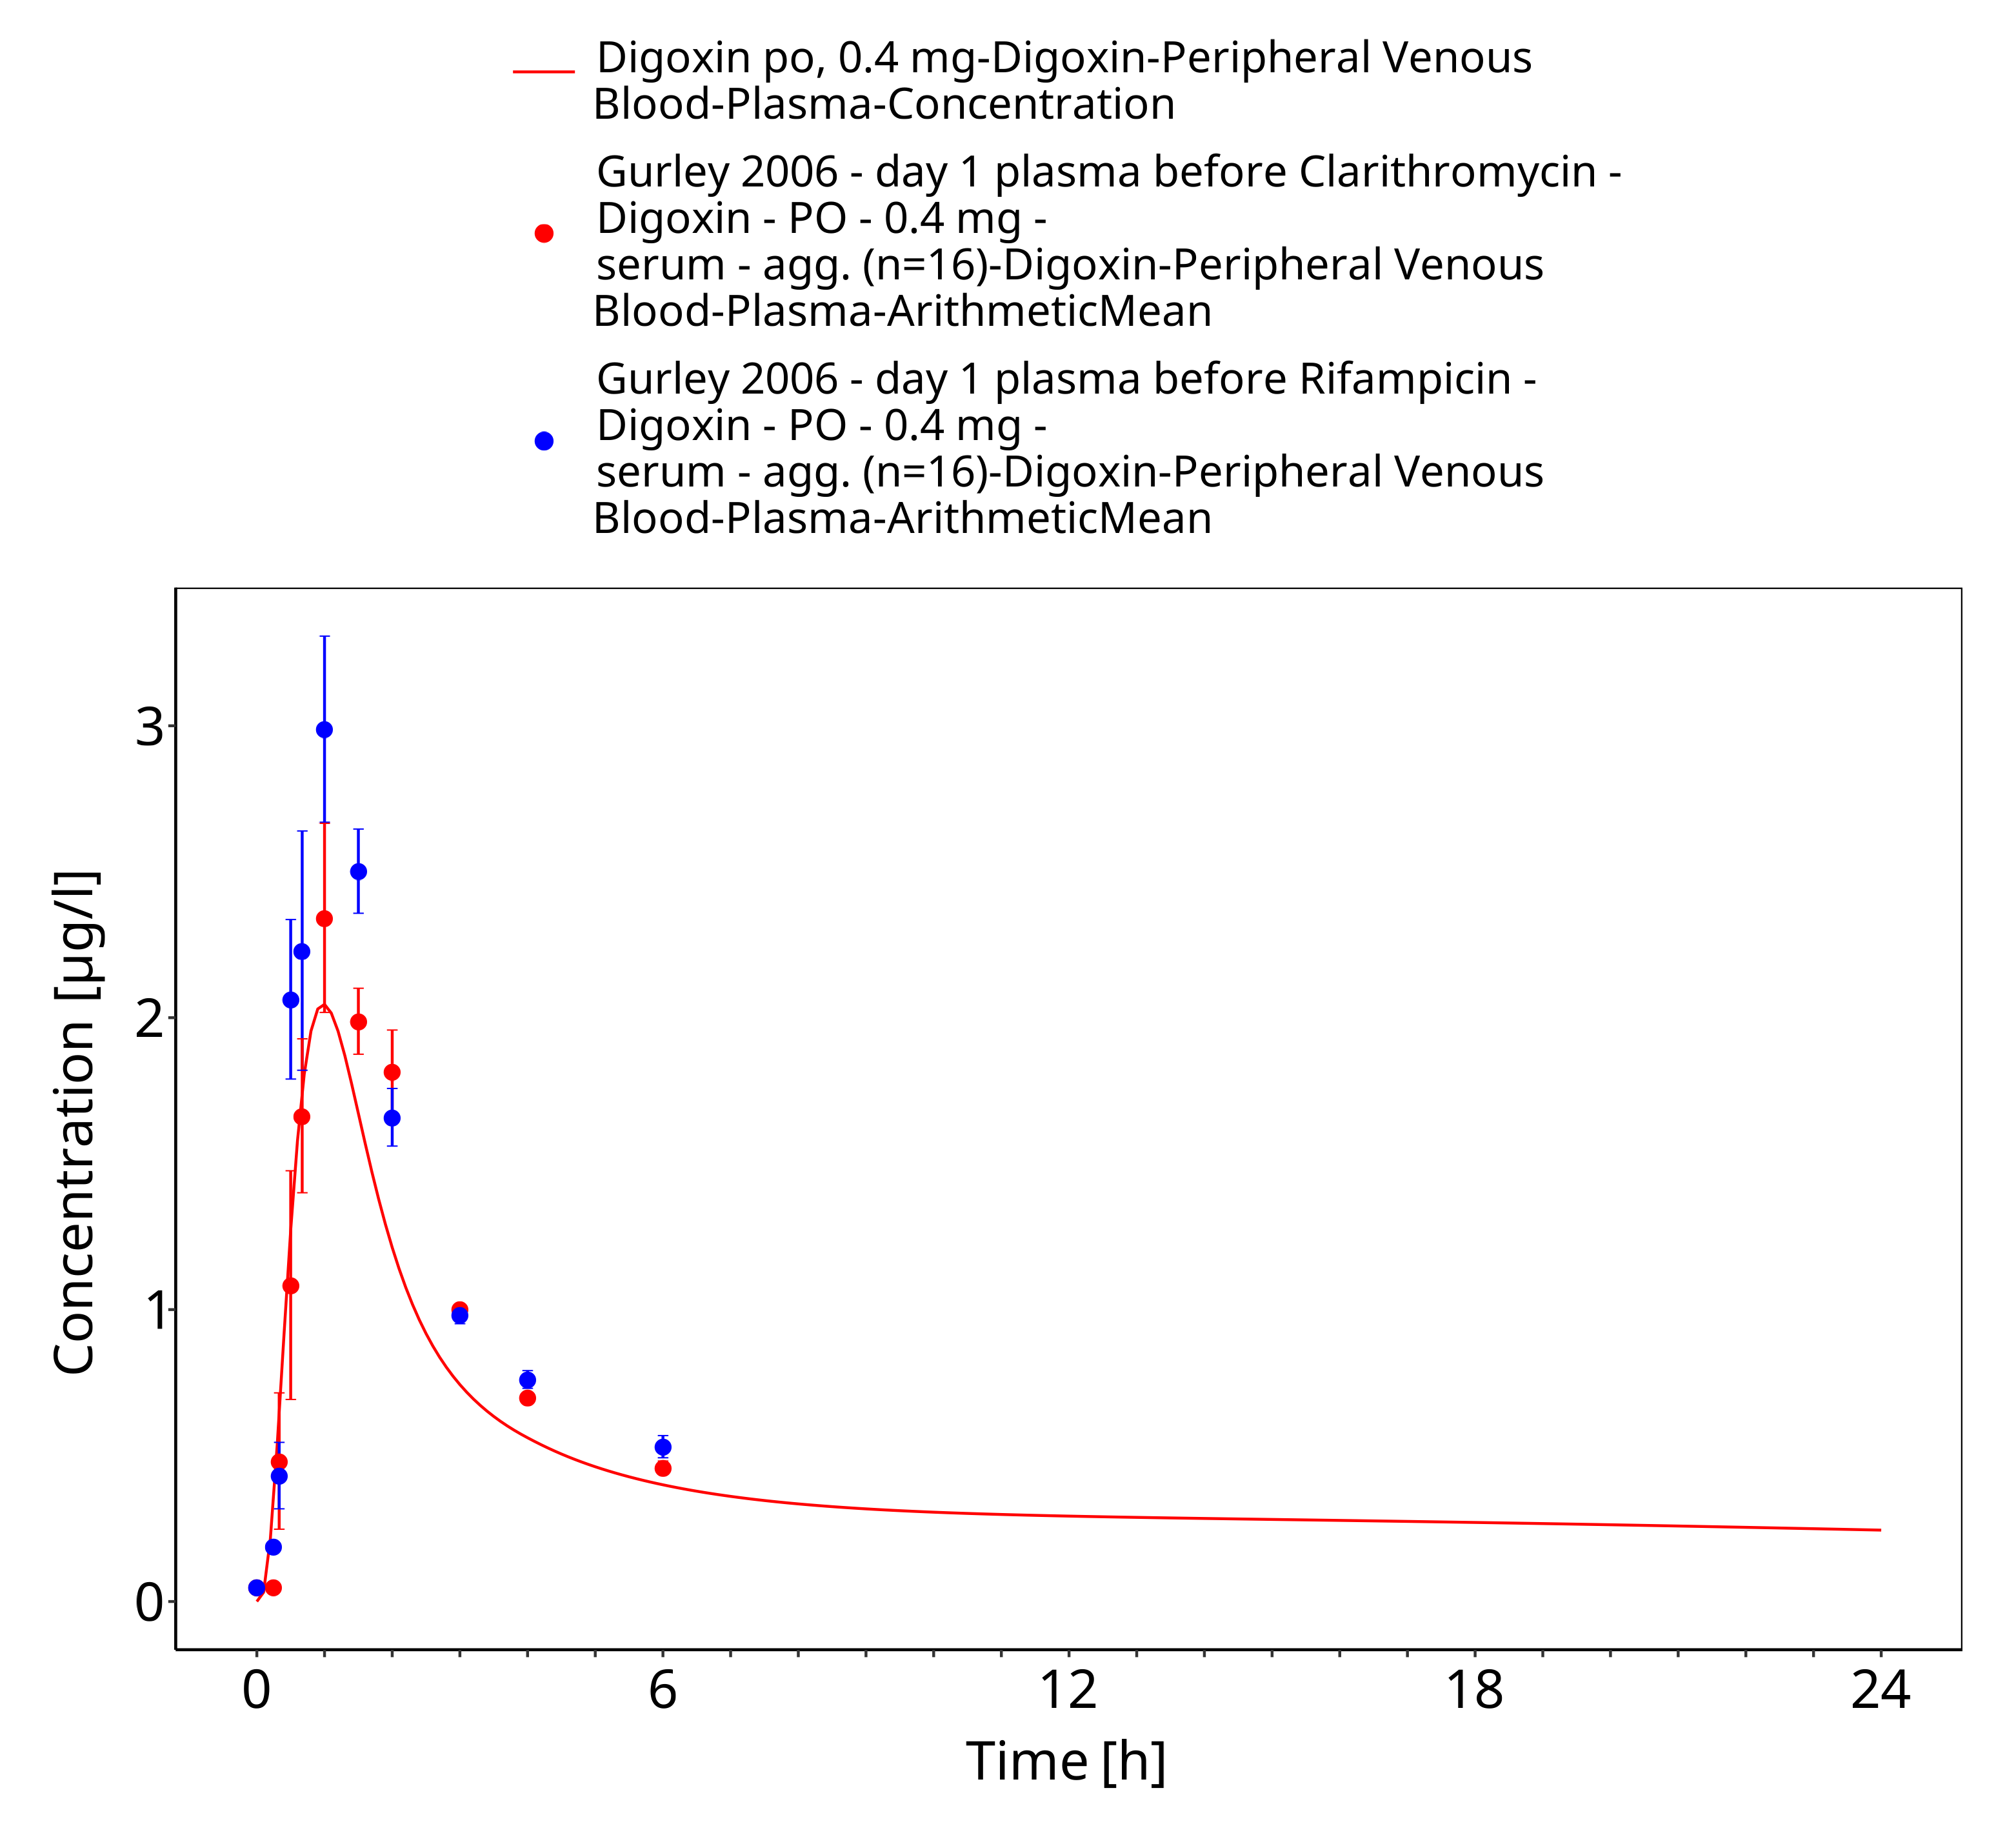 Digoxin po, 0.4 mg-Digoxin-Peripheral Venous
Blood-Plasma-Concentration
Gurley 2006 - day 1 plasma before Clarithromycin -
Digoxin - PO - 0.4 mg -
serum - agg. (n=16)-Digoxin-Peripheral Venous
Blood-Plasma-ArithmeticMean
Gurley 2006 - day 1 plasma before Rifampicin -
Digoxin - PO - 0.4 mg -
serum - agg. (n=16)-Digoxin-Peripheral Venous
Blood-Plasma-ArithmeticMean
Concentration [µg/l]
3
2
1
0
0 6 12 18 24
Time [h]